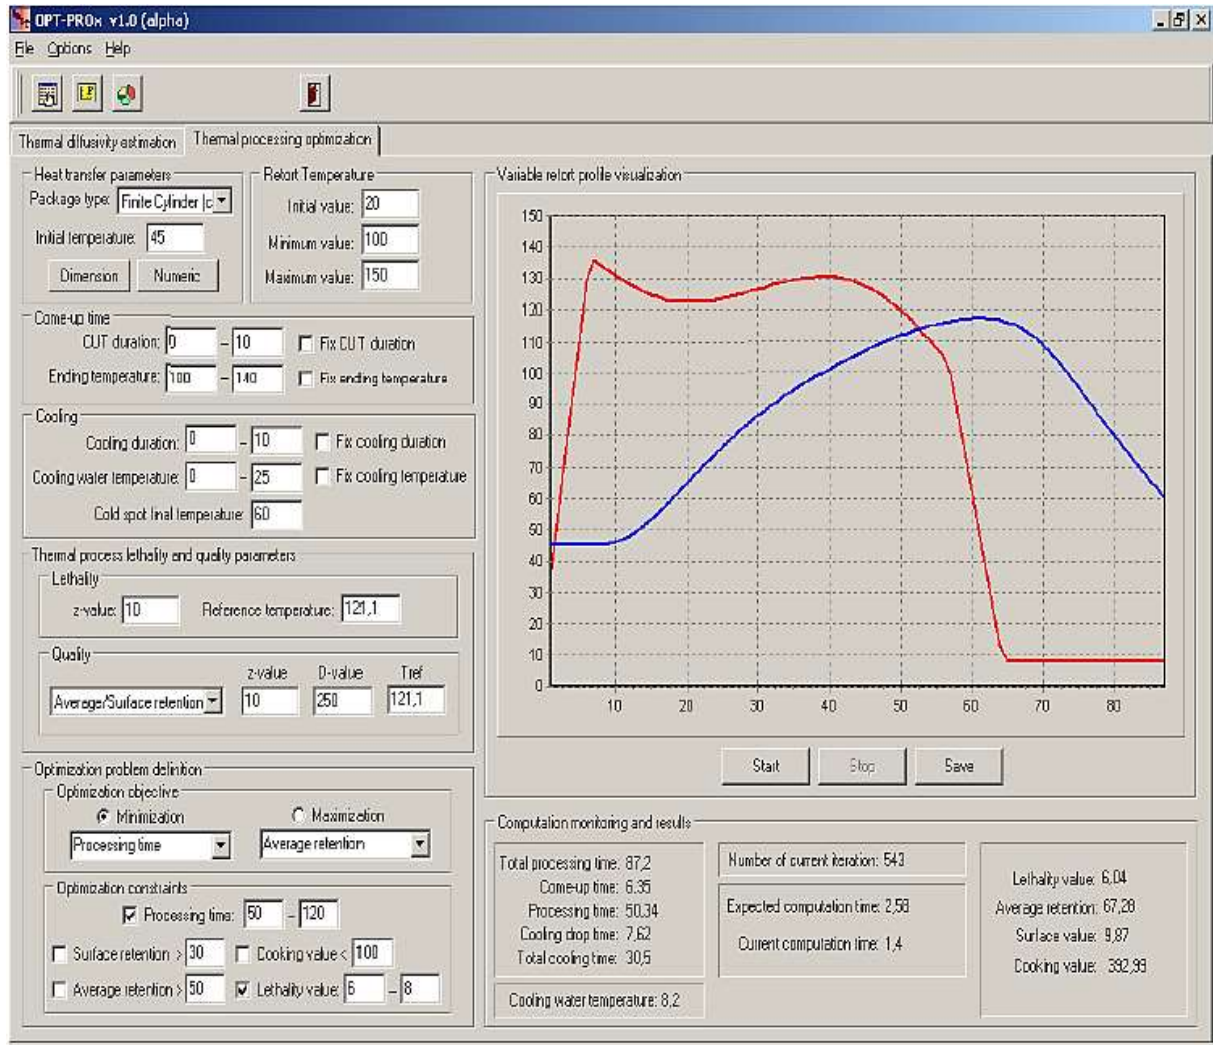 OPT-PROx v1.0 (alpha)
File Options Help
Thermal diffusivity estimation
Thermal processing optimization
Heat transfer parameters
Package type: Finite Cylinder (c
Initial temperature: 45
Dimension Numeric
Retort Temperature
Initial value: 20
Minimum value: 100
Maximum value: 150
Come-up time
CUT duration: 0 – 10 Fix CUT duration
Ending temperature: 100 – 140 Fix ending temperature
Cooling
Cooling duration: 0 – 10 Fix cooling duration
Cooling water temperature: 0 – 25 Fix cooling temperature
Cold spot final temperature: 60
Thermal process lethality and quality parameters
Lethality
z-value: 10 Reference temperature: 121,1
Quality
z-value D-value Tref
Average/Surface retention 10 250 121,1
Optimization problem definition
Optimization objective
Minimization Maximization
Processing time Average retention
Optimization constraints
Processing time: 50 – 120
Surface retention > 30 Cooking value < 100
Average retention > 50 Lethality value: 6 – 8
Variable retort profile visualization
150
140
130
120
110
100
90
80
70
60
50
40
30
20
10
0
10 20 30 40 50 60 70 80
Start Stop Save
Computation monitoring and results
Total processing time: 87,2
Come-up time: 6,35
Processing time: 50,34
Cooling drop time: 7,62
Total cooling time: 30,5
Cooling water temperature: 8,2
Number of current iteration: 543
Expected computation time: 2,58
Current computation time: 1,4
Lethality value: 6,04
Average retention: 67,28
Surface value: 9,87
Cooking value: 392,99